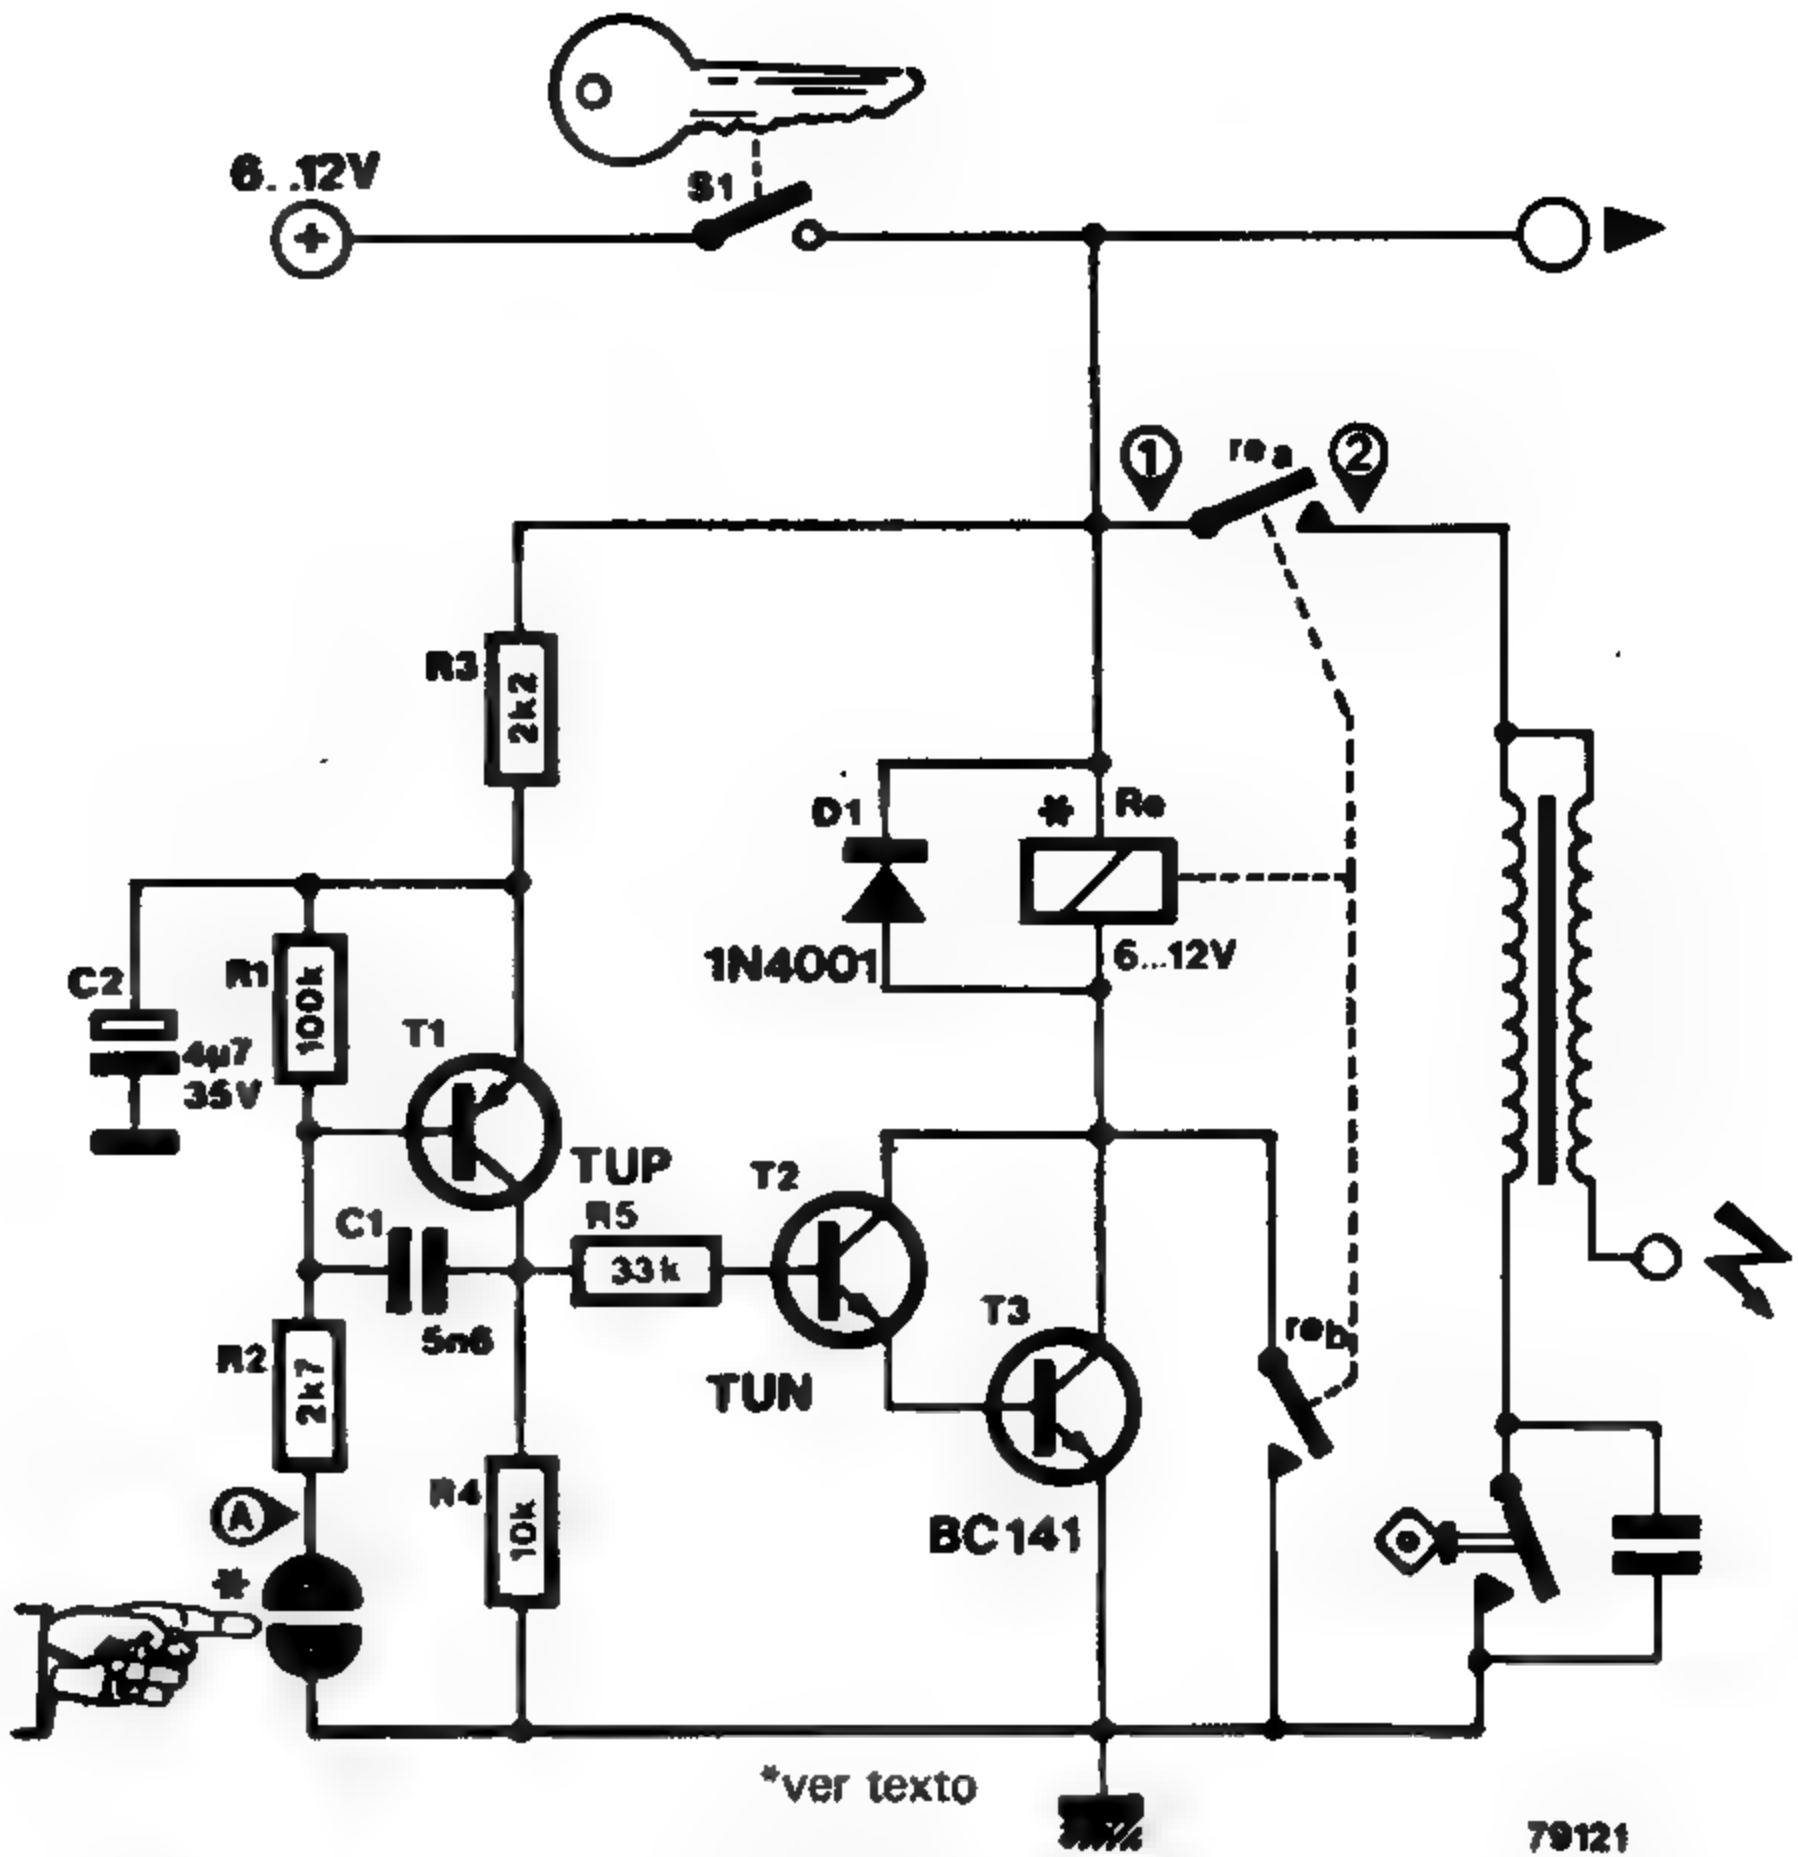 6...12V
S1
+
1
re a
2
R3
2k2
D1
*
Re
1N4001
6...12V
C2
4µ7
35V
R1
100k
T1
TUP
C1
5n6
R5
33k
T2
TUN
T3
re b
R2
2k7
R4
10k
A
*
BC141
*ver texto
79121